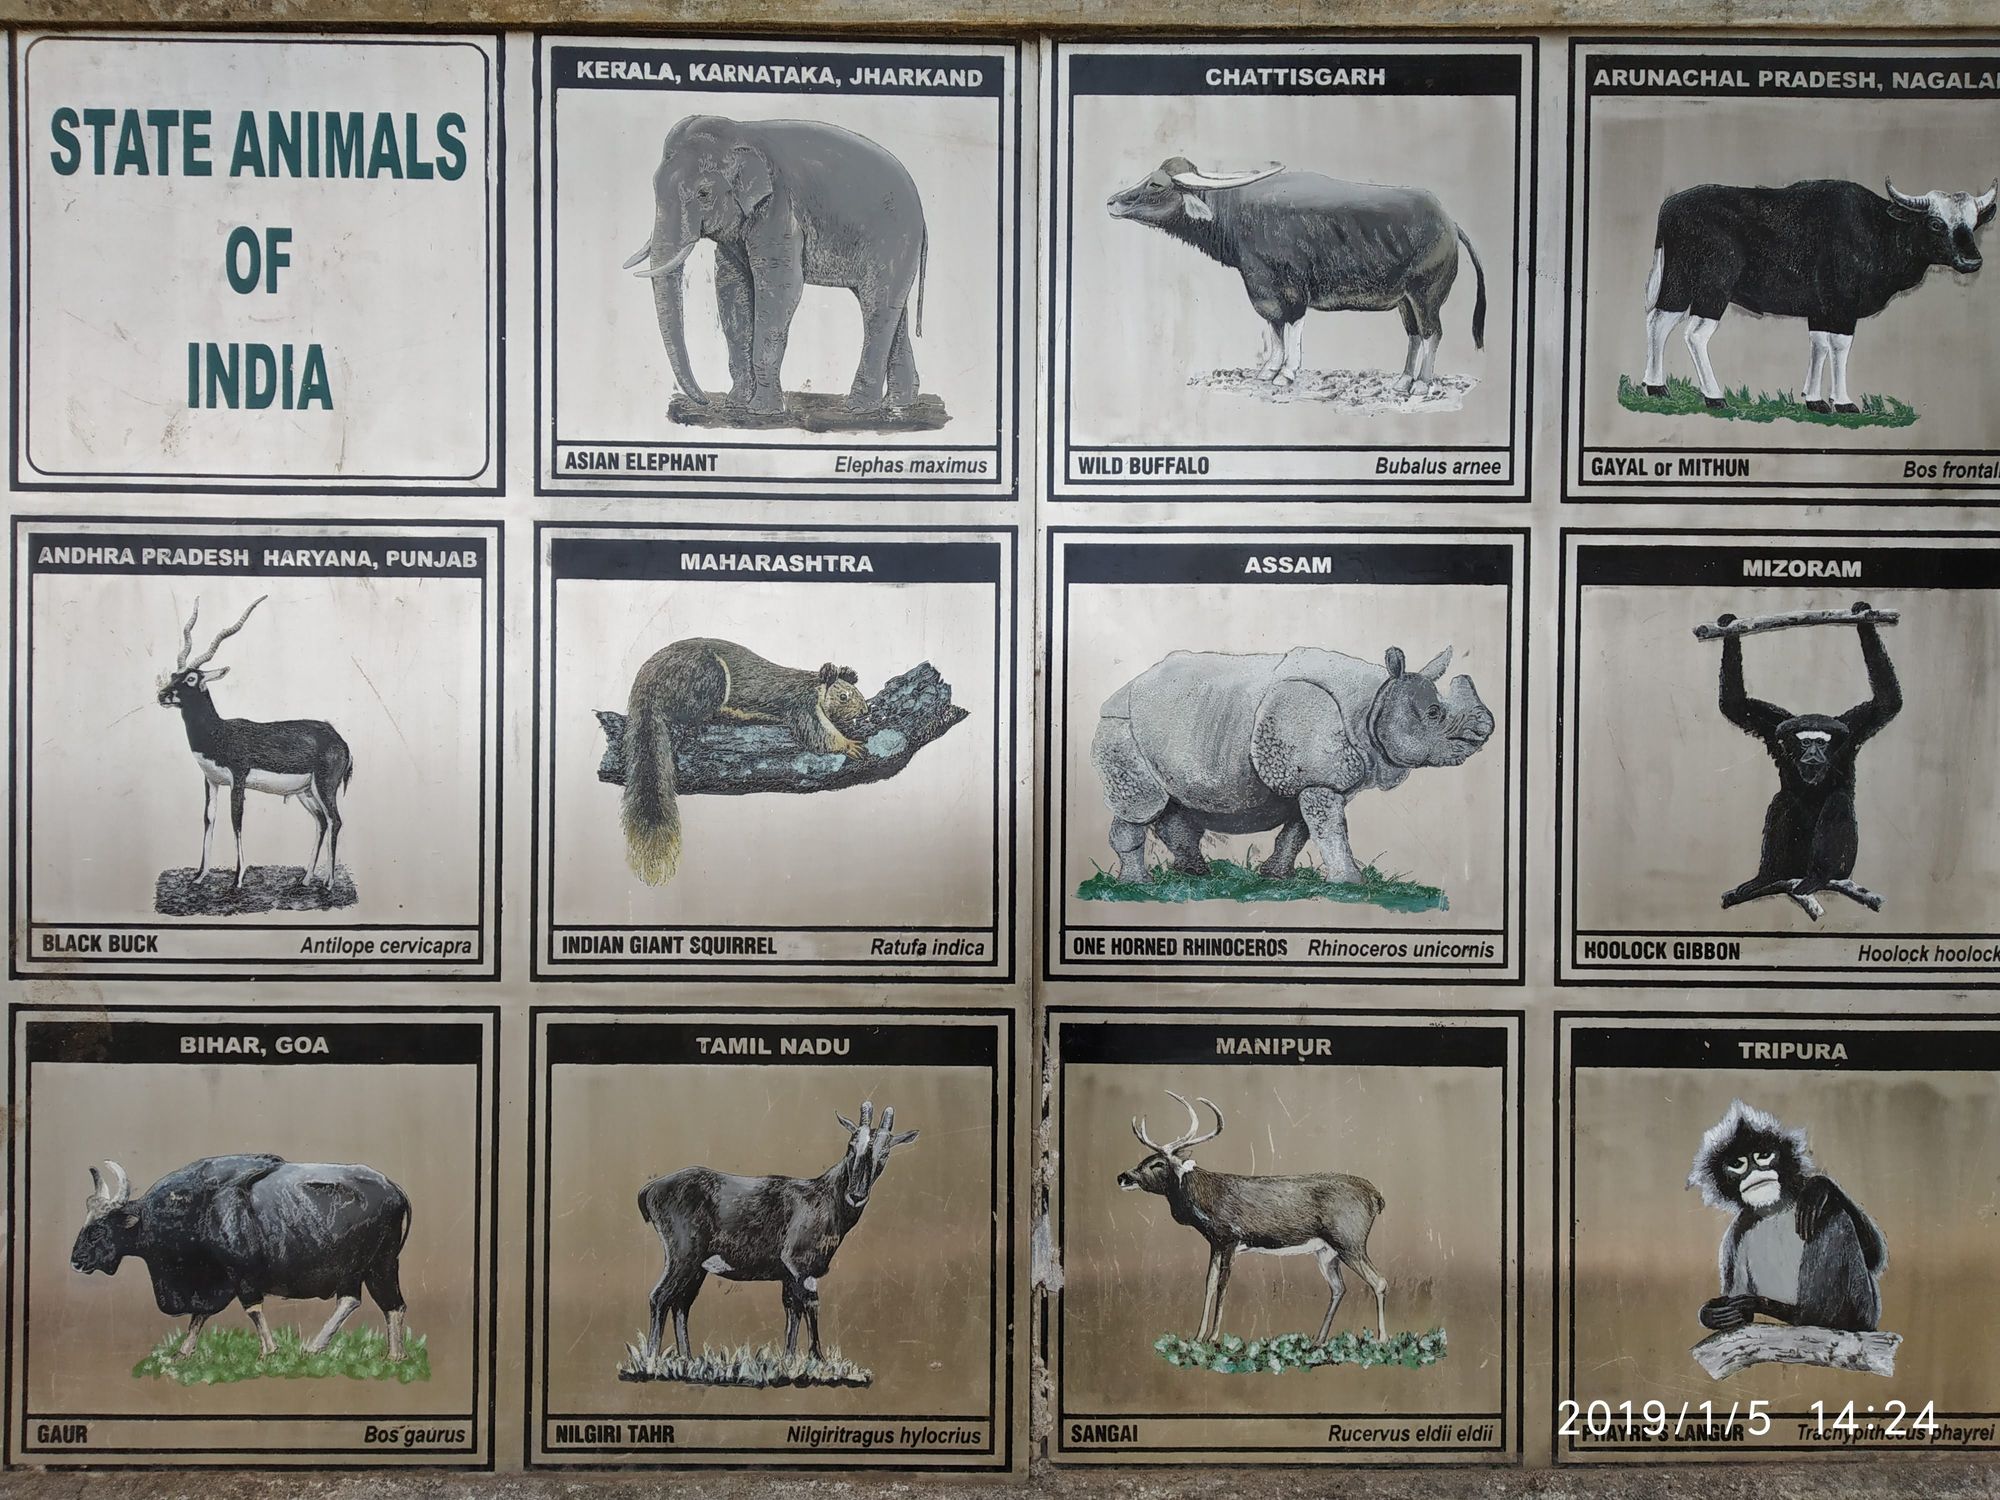 STATE ANIMALS
OF
INDIA
KERALA, KARNATAKA, JHARKAND
ASIAN ELEPHANT Elephas maximus
CHATTISGARH
WILD BUFFALO Bubalus arnee
ARUNACHAL PRADESH, NAGALA
GAYAL or MITHUN Bos frontal
ANDHRA PRADESH HARYANA, PUNJAB
BLACK BUCK Antilope cervicapra
MAHARASHTRA
INDIAN GIANT SQUIRREL Ratufa indica
ASSAM
ONE HORNED RHINOCEROS Rhinoceros unicornis
MIZORAM
HOOLOCK GIBBON Hoolock hoolock
BIHAR, GOA
GAUR Bos gaurus
TAMIL NADU
NILGIRI TAHR Nilgiritragus hylocrius
MANIPUR
SANGAI Rucervus eldii eldii
TRIPURA
PHAYRE'S LANGUR Trachypithecus phayrei
2019/1/5 14:24